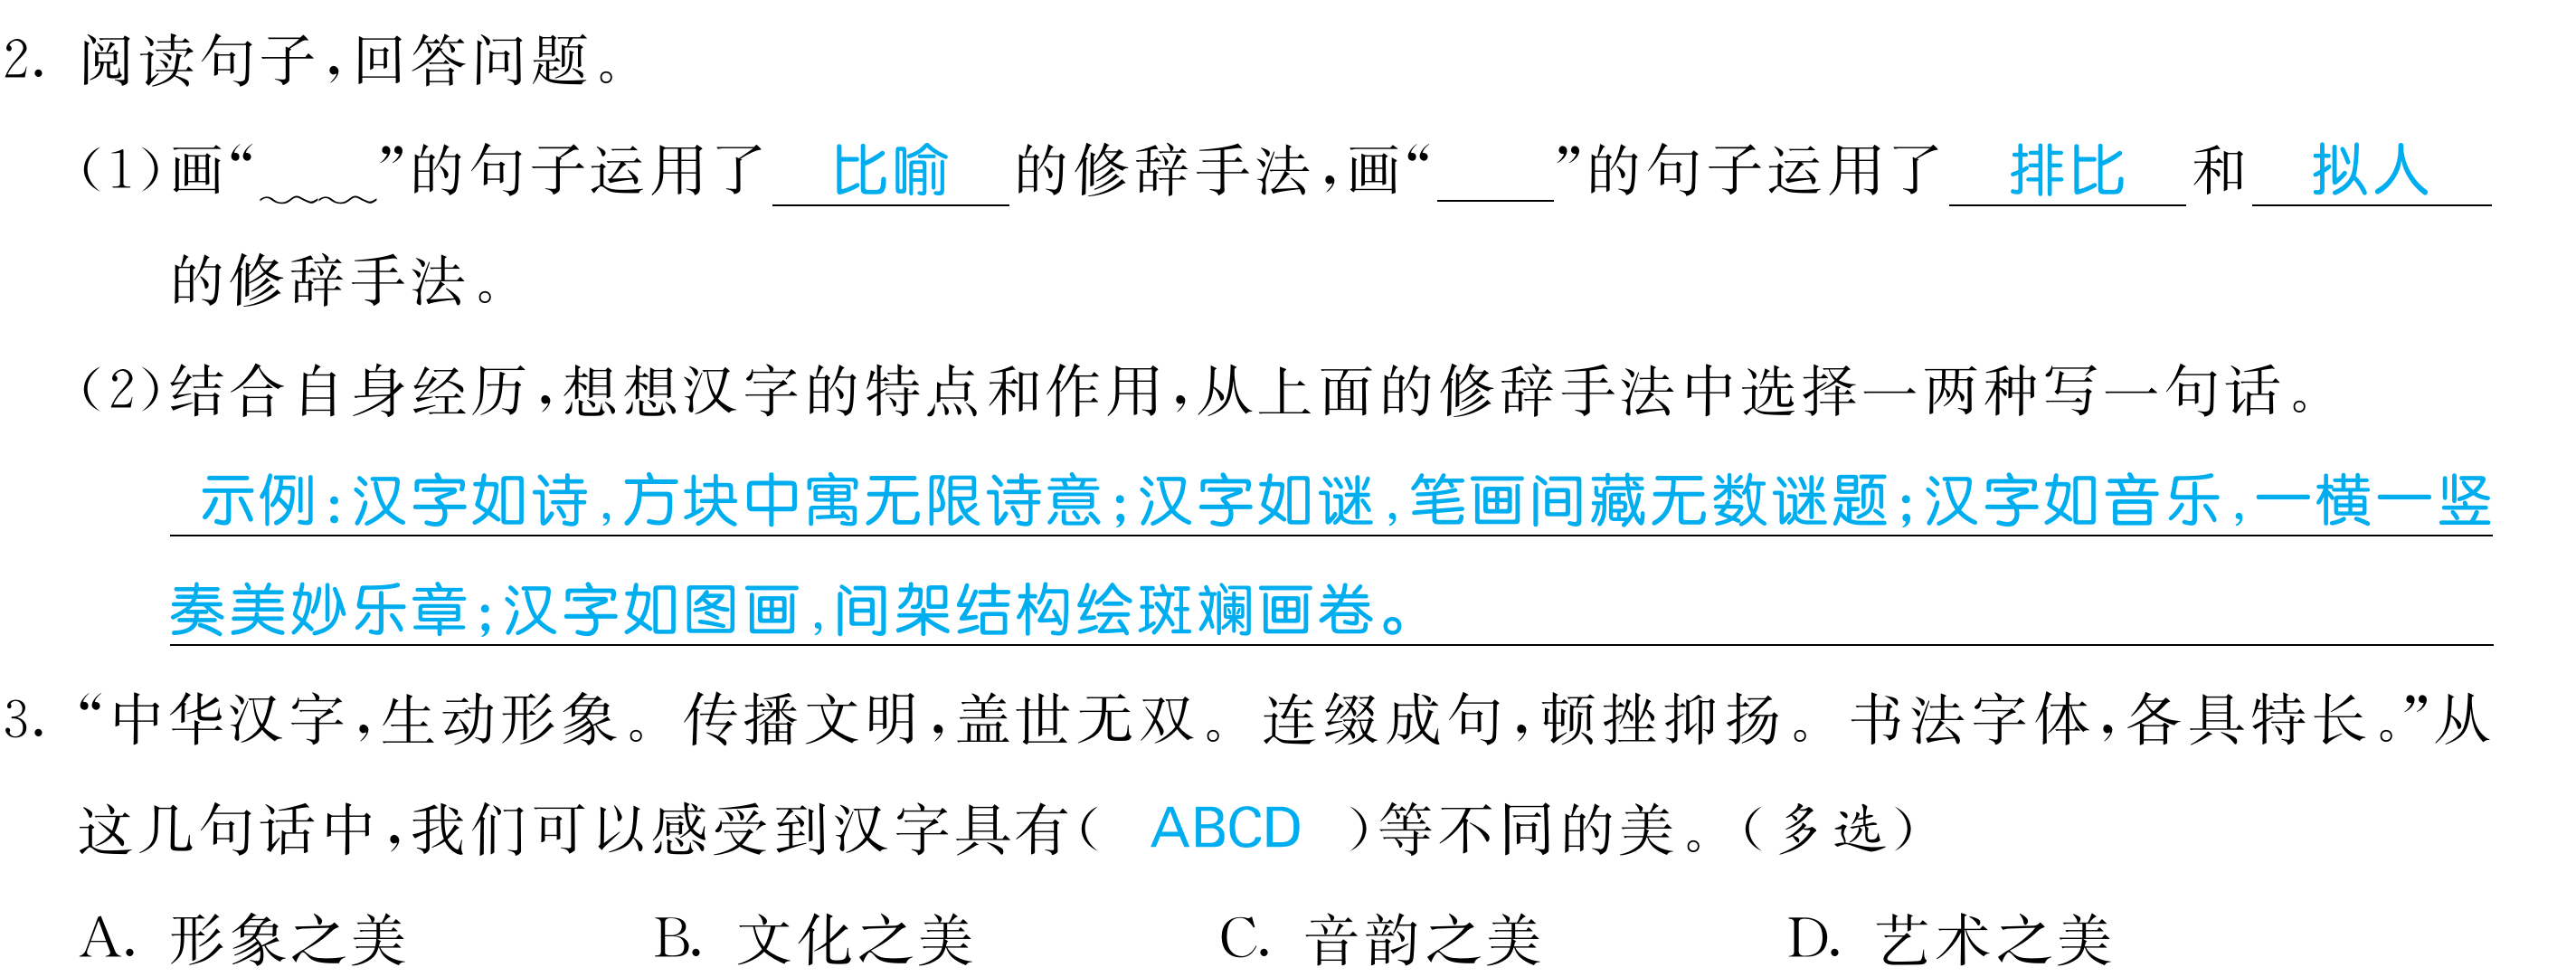 2. 阅读句子,回答问题。
(1)画“﹏﹏”的句子运用了 比喻 的修辞手法,画“____”的句子运用了 排比 和 拟人
的修辞手法。
(2)结合自身经历,想想汉字的特点和作用,从上面的修辞手法中选择一两种写一句话。
示例:汉字如诗,方块中寓无限诗意;汉字如谜,笔画间藏无数谜题;汉字如音乐,一横一竖
奏美妙乐章;汉字如图画,间架结构绘斑斓画卷。
3. “中华汉字,生动形象。传播文明,盖世无双。连缀成句,顿挫抑扬。书法字体,各具特长。”从
这几句话中,我们可以感受到汉字具有( ABCD )等不同的美。(多选)
A. 形象之美 B. 文化之美 C. 音韵之美 D. 艺术之美